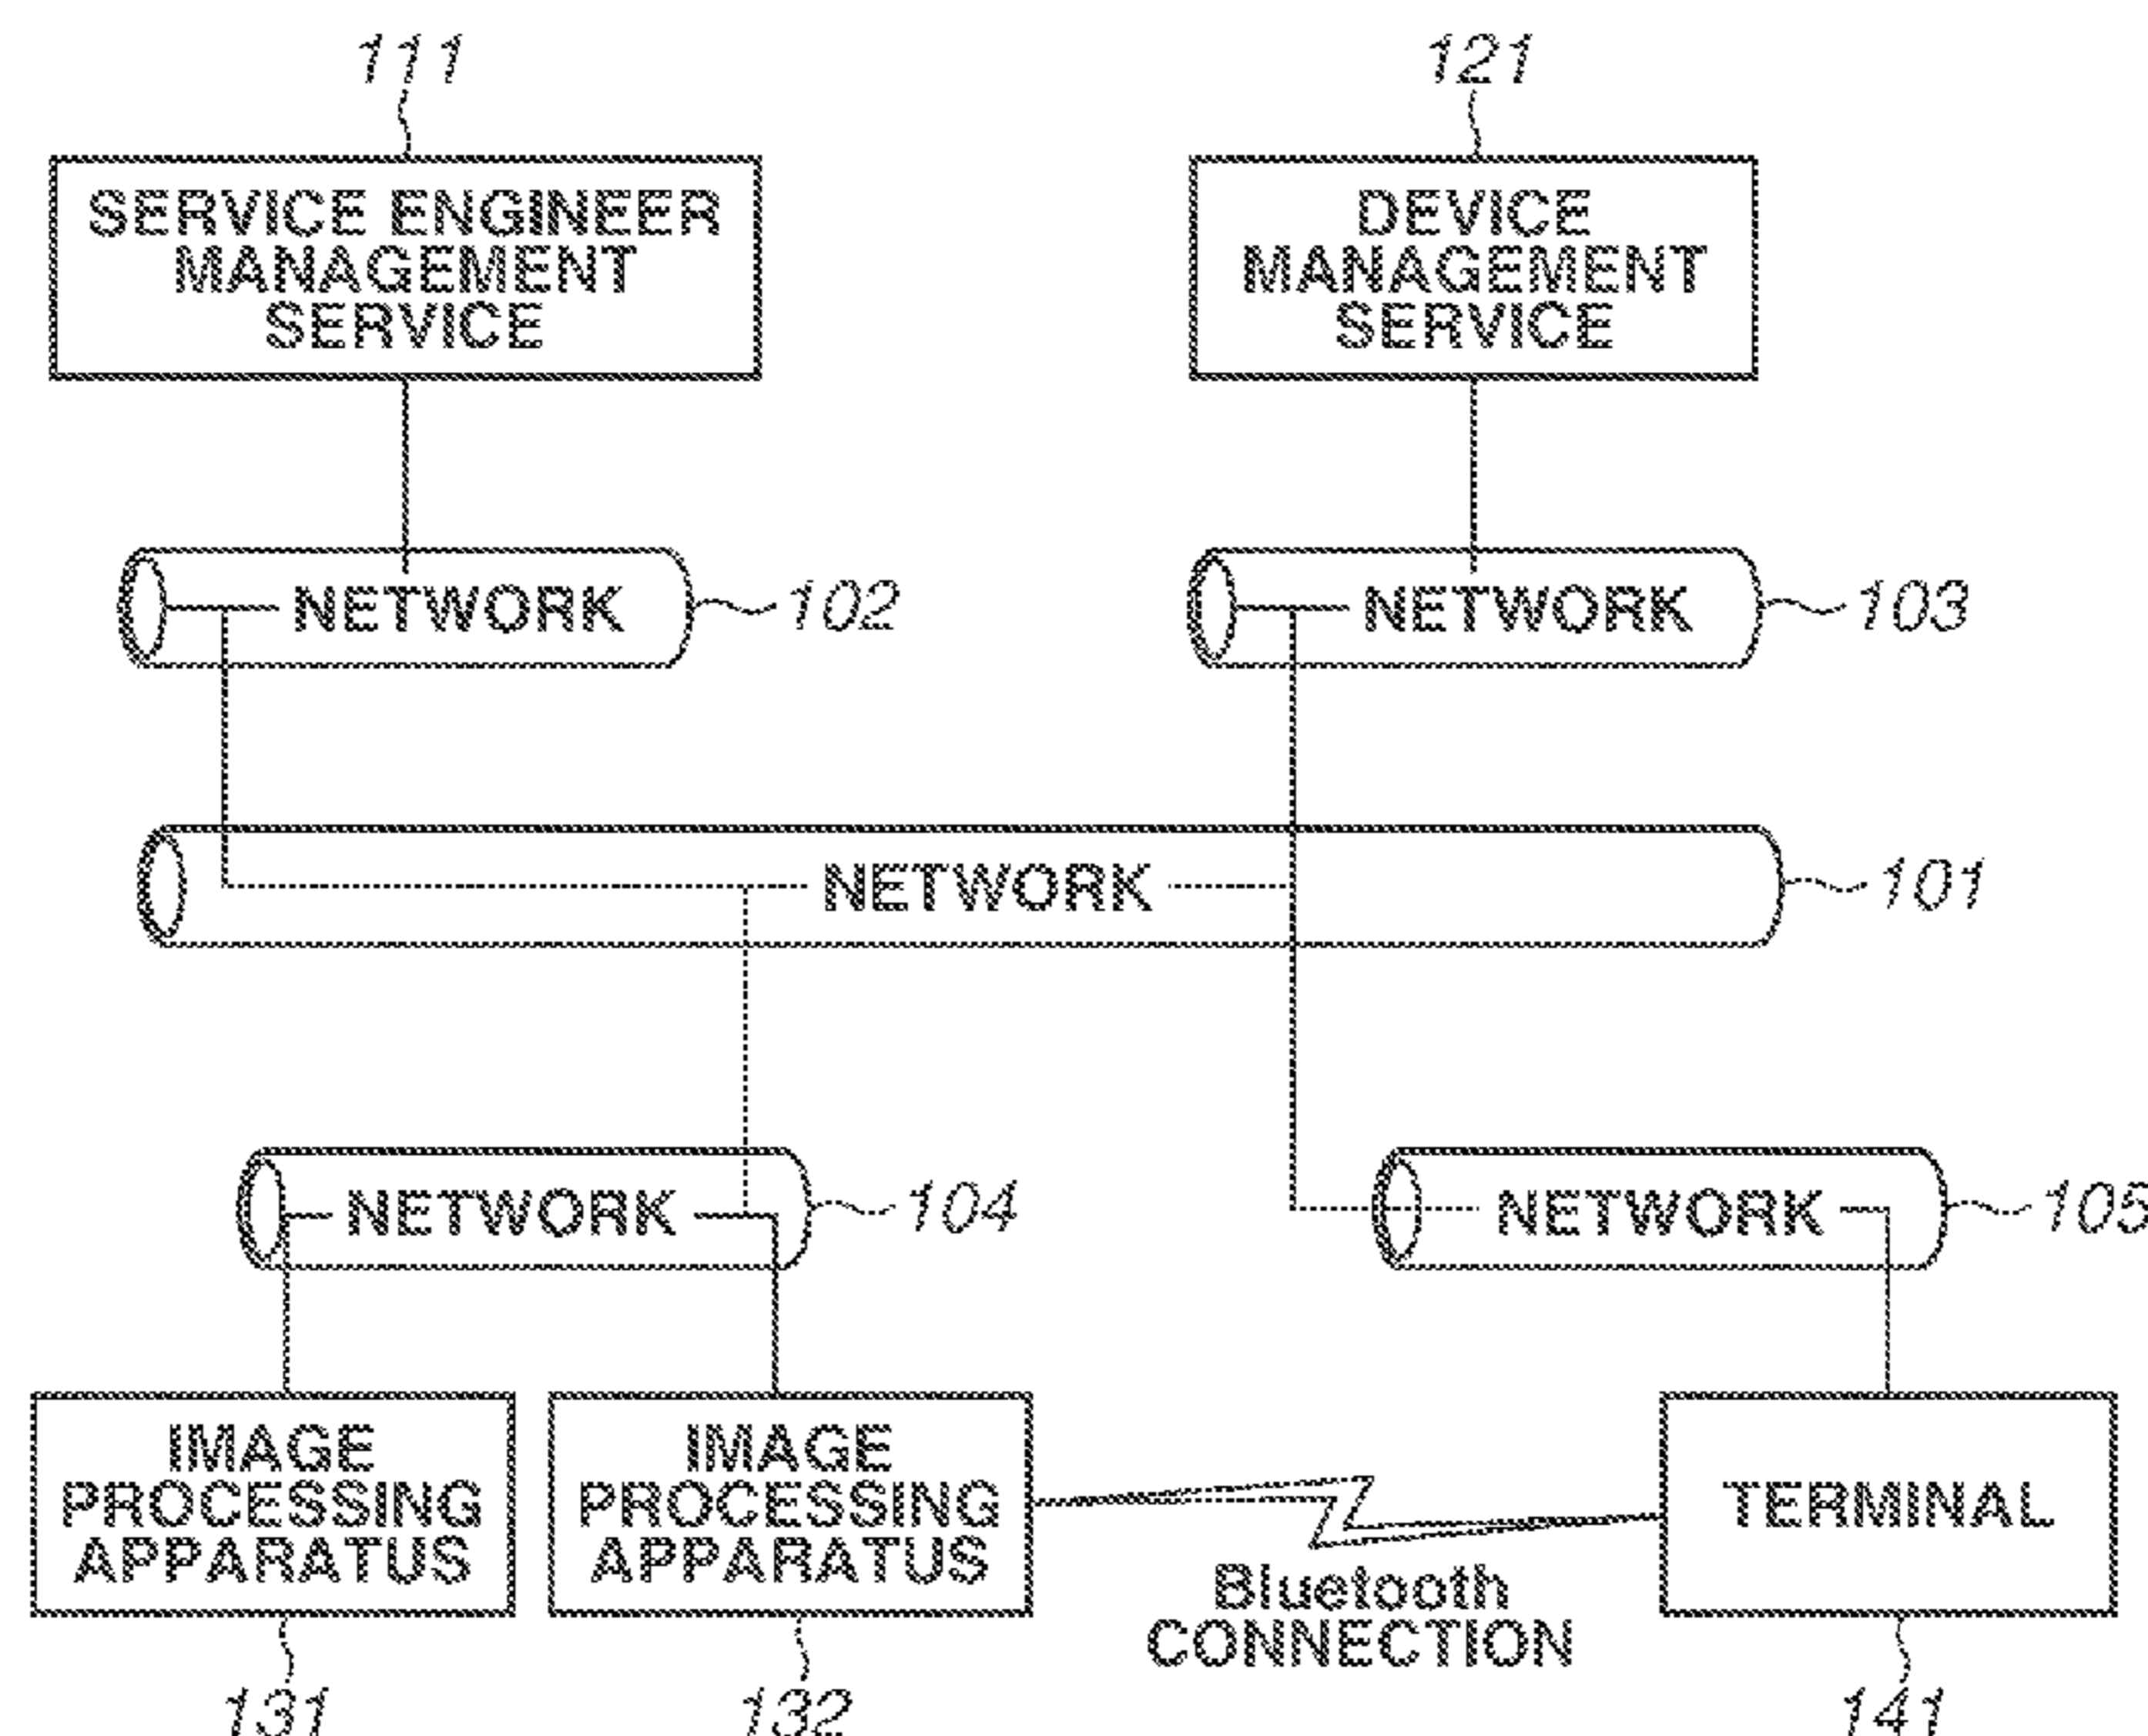 111
121
SERVICE ENGINEER
MANAGEMENT
SERVICE
DEVICE
MANAGEMENT
SERVICE
NETWORK
102
NETWORK
103
NETWORK
101
NETWORK
104
NETWORK
105
IMAGE
PROCESSING
APPARATUS
IMAGE
PROCESSING
APPARATUS
TERMINAL
Bluetooth
CONNECTION
131
132
141